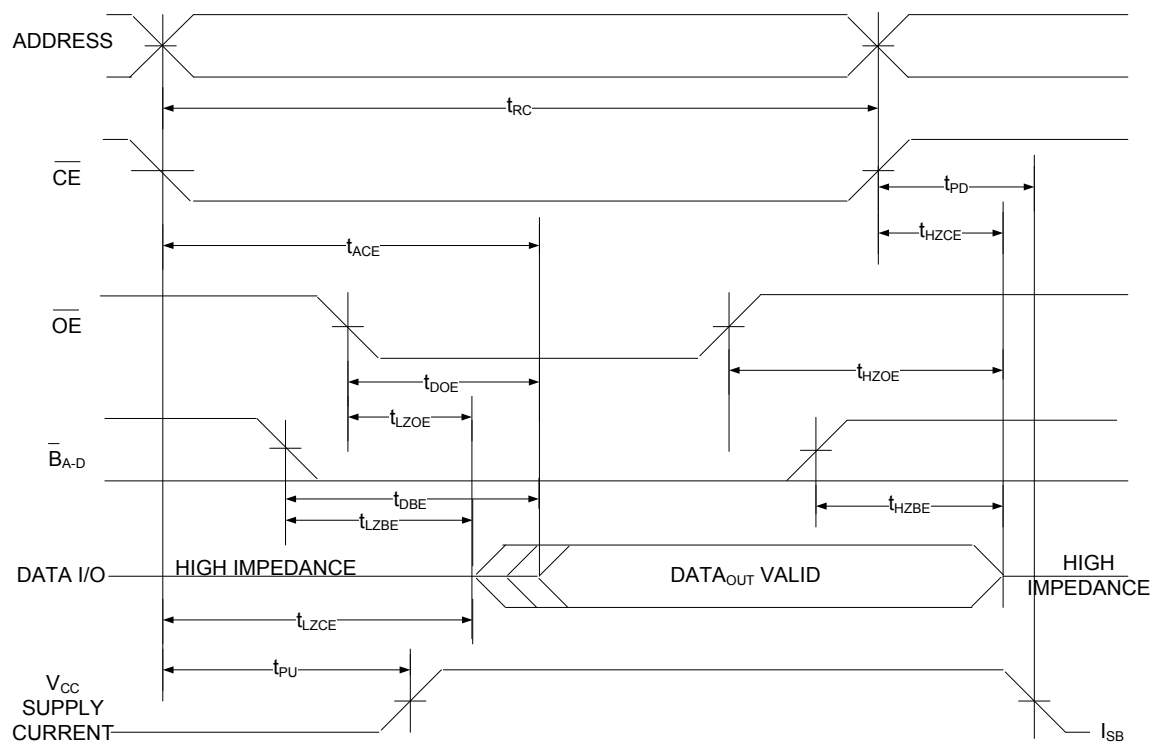 ADDRESS
tRC
CE
tPD
tHZCE
tACE
OE
tDOE
tHZOE
tLZOE
BA-D
tDBE
tHZBE
tLZBE
DATA I/O
HIGH IMPEDANCE
DATAOUT VALID
HIGH
IMPEDANCE
tLZCE
tPU
VCC
SUPPLY
CURRENT
ISB